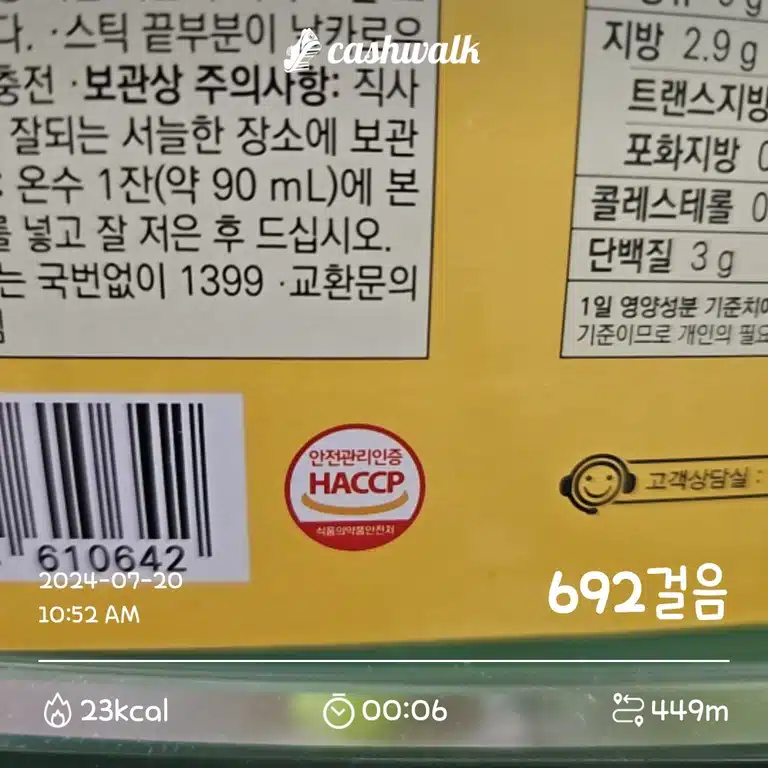 cashwalk
다. ·스틱 끝부분이 날카로우
충전 ·보관상 주의사항: 직사
잘되는 서늘한 장소에 보관
온수 1잔(약 90 mL)에 본
를 넣고 잘 저은 후 드십시오.
는 국번없이 1399 ·교환문의
지방 2.9 g
트랜스지방
포화지방 0
콜레스테롤 0
단백질 3 g
1일 영양성분 기준치에
기준이므로 개인의 필요
안전관리인증
HACCP
식품의약품안전처
고객상담실 :
610642
2024-07-20
10:52 AM
692걸음
23kcal
00:06
449m